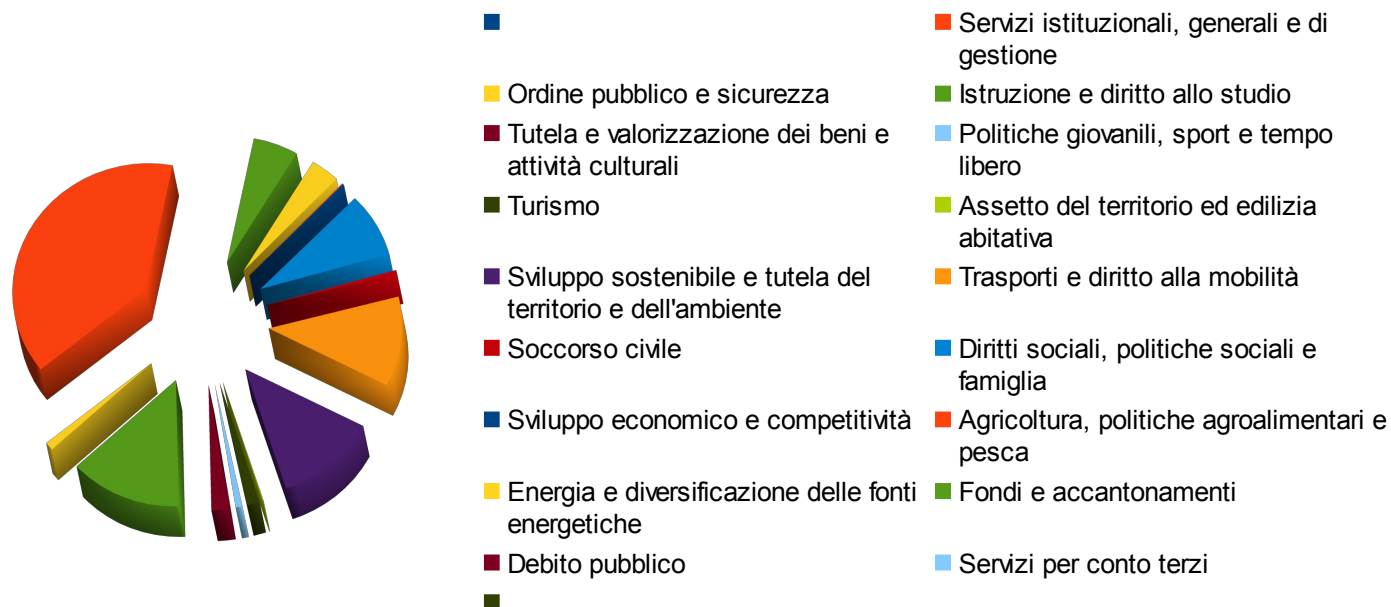 Servizi istituzionali, generali e di
gestione
Ordine pubblico e sicurezza
Istruzione e diritto allo studio
Tutela e valorizzazione dei beni e
attività culturali
Politiche giovanili, sport e tempo
libero
Turismo
Assetto del territorio ed edilizia
abitativa
Sviluppo sostenibile e tutela del
territorio e dell'ambiente
Trasporti e diritto alla mobilità
Soccorso civile
Diritti sociali, politiche sociali e
famiglia
Sviluppo economico e competitività
Agricoltura, politiche agroalimentari e
pesca
Energia e diversificazione delle fonti
energetiche
Fondi e accantonamenti
Debito pubblico
Servizi per conto terzi